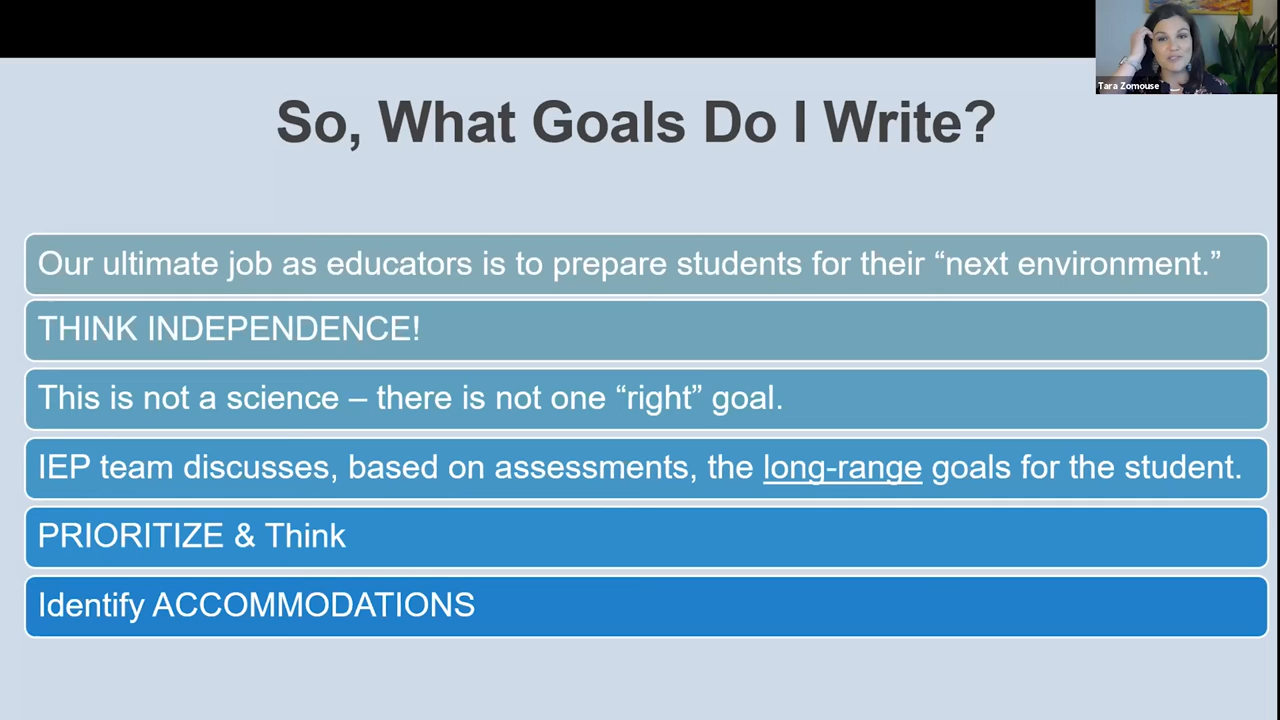 Tara Zomouse
So, What Goals Do I Write?
Our ultimate job as educators is to prepare students for their “next environment.”
THINK INDEPENDENCE!
This is not a science – there is not one “right” goal.
IEP team discusses, based on assessments, the long-range goals for the student.
PRIORITIZE & Think
Identify ACCOMMODATIONS